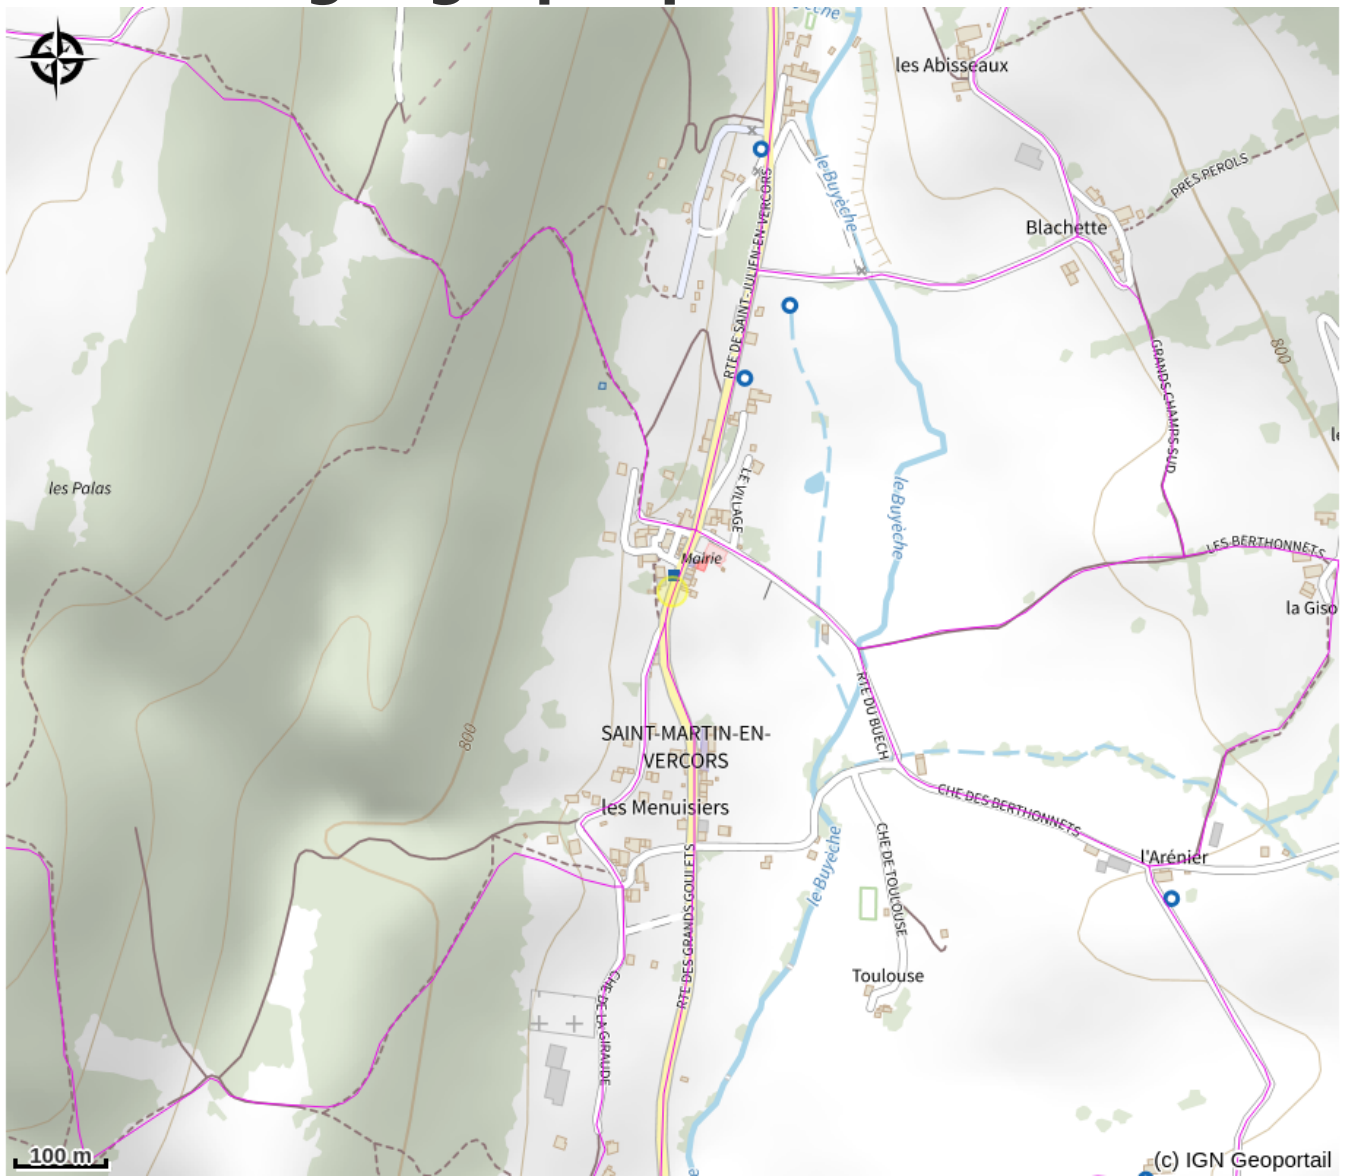 les Abisseaux
PRES PEROLS
le Buyèche
Blachette
RTE DE SAINT-JULIEN-EN-VERCORS
800
GRANDS CHAMPS SUD
les Palas
LE VILLAGE
le Buyèche
LES BERTHONNETS
Mairie
la Giso
RTE DU BUECH
SAINT-MARTIN-EN-
VERCORS
800
les Menuisiers
CHE DES BERTHONNETS
l'Arénier
le Buyèche
CHE DE TOULOUSE
RTE DES GRANDS GOULETS
Toulouse
CHE DE LA GIRAUDE
100 m
(c) IGN Geoportail